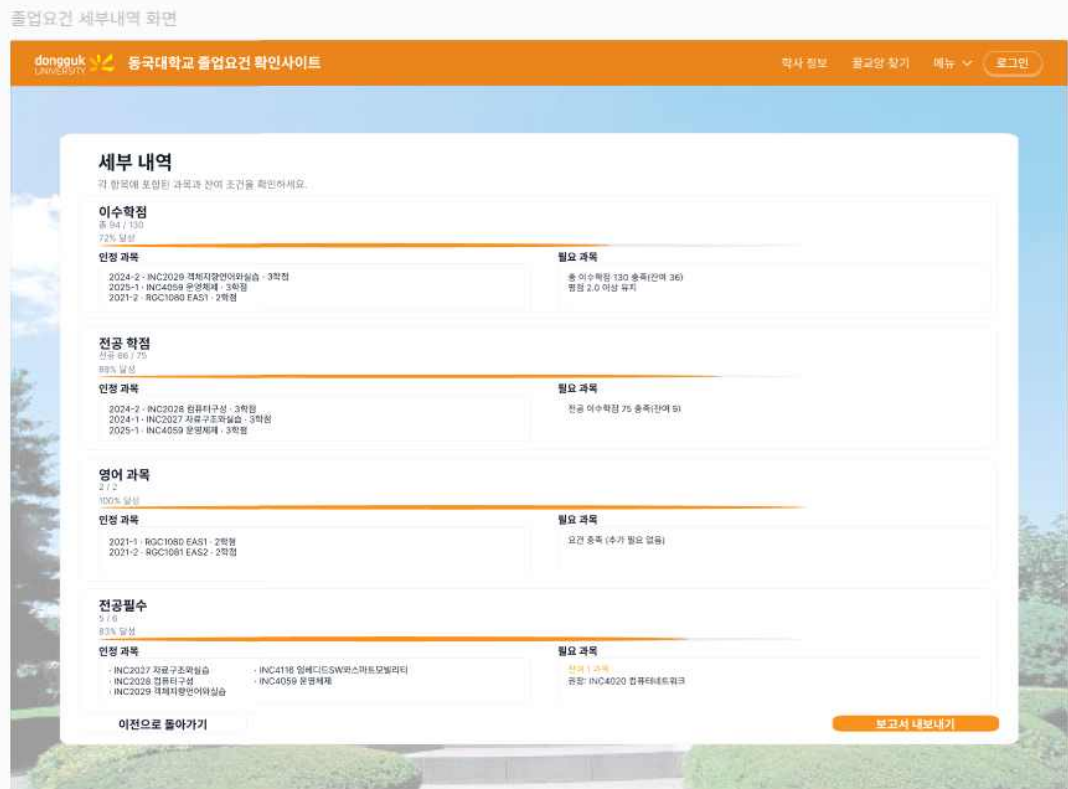 졸업요건 세부내역 화면
dongguk
UNIVERSITY
동국대학교 졸업요건 확인사이트
학사 정보
꿀교양 찾기
메뉴
로그인
세부 내역
각 항목에 포함된 과목과 잔여 조건을 확인하세요.
이수학점
총 94 / 130
72% 달성
인정 과목
필요 과목
2024-2 · INC2029 객체지향언어와실습 · 3학점
2025-1 · INC4059 운영체제 · 3학점
2021-2 · RGC1080 EAS1 · 2학점
총 이수학점 130 충족(잔여 36)
평점 2.0 이상 유지
전공 학점
전공 66 / 75
88% 달성
인정 과목
필요 과목
2024-2 · INC2028 컴퓨터구성 · 3학점
2024-1 · INC2027 자료구조와실습 · 3학점
2025-1 · INC4059 운영체제 · 3학점
전공 이수학점 75 충족(잔여 9)
영어 과목
2 / 2
100% 달성
인정 과목
필요 과목
2021-1 · RGC1080 EAS1 · 2학점
2021-2 · RGC1081 EAS2 · 2학점
요건 충족 (추가 필요 없음)
전공필수
5 / 6
83% 달성
인정 과목
필요 과목
· INC2027 자료구조와실습
· INC2028 컴퓨터구성
· INC2029 객체지향언어와실습
· INC4116 임베디드SW와스마트모빌리티
· INC4059 운영체제
잔여 1 과목
권장: INC4020 컴퓨터네트워크
이전으로 돌아가기
보고서 내보내기